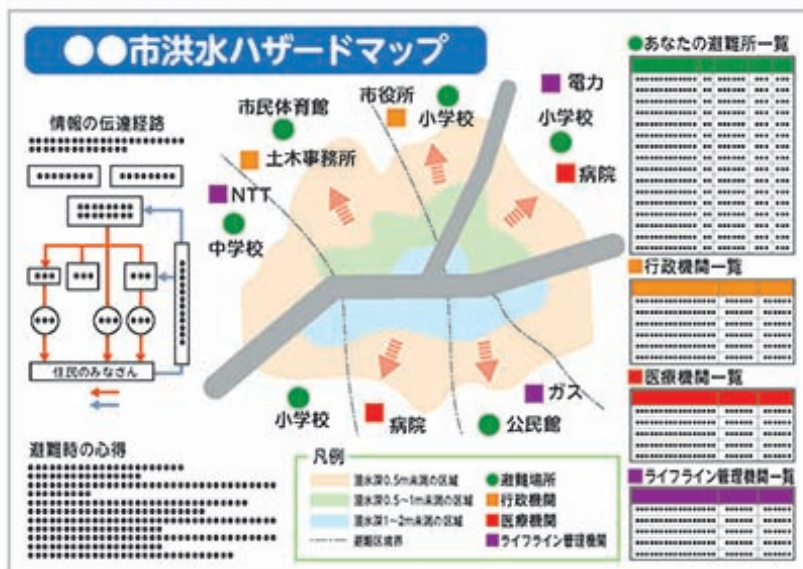 ●●市洪水ハザードマップ
情報の伝達経路
住民のみなさん
避難時の心得
市民体育館
土木事務所
NTT
中学校
市役所
小学校
電力
小学校
病院
小学校
病院
公民館
ガス
凡例
浸水深0.5m未満の区域
浸水深0.5~1m未満の区域
浸水深1~2m未満の区域
避難区境界
避難場所
行政機関
医療機関
ライフライン管理機関
あなたの避難所一覧
行政機関一覧
医療機関一覧
ライフライン管理機関一覧